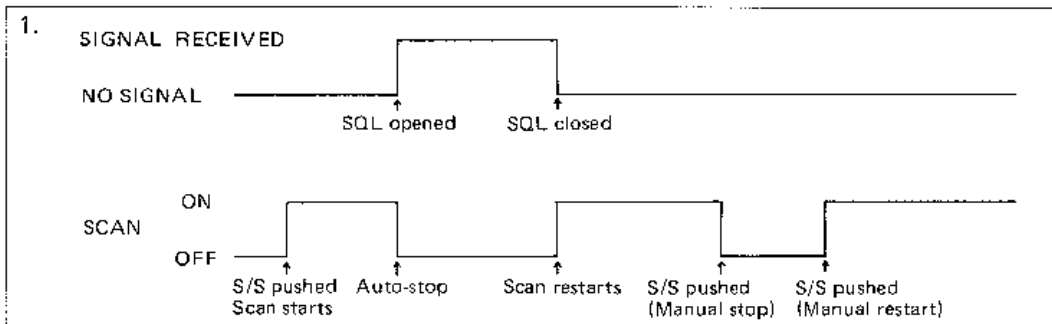 1.
SIGNAL RECEIVED
NO SIGNAL
SQL opened
SQL closed
ON
SCAN
OFF
S/S pushed
Scan starts
Auto-stop
Scan restarts
S/S pushed
(Manual stop)
S/S pushed
(Manual restart)